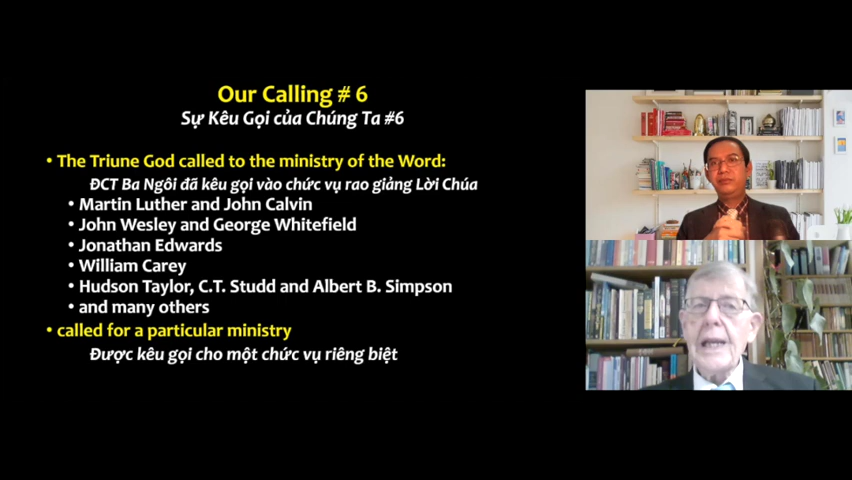 Our Calling # 6
Sự Kêu Gọi của Chúng Ta #6
• The Triune God called to the ministry of the Word:
ĐCT Ba Ngôi đã kêu gọi vào chức vụ rao giảng Lời Chúa
• Martin Luther and John Calvin
• John Wesley and George Whitefield
• Jonathan Edwards
• William Carey
• Hudson Taylor, C.T. Studd and Albert B. Simpson
• and many others
• called for a particular ministry
Được kêu gọi cho một chức vụ riêng biệt